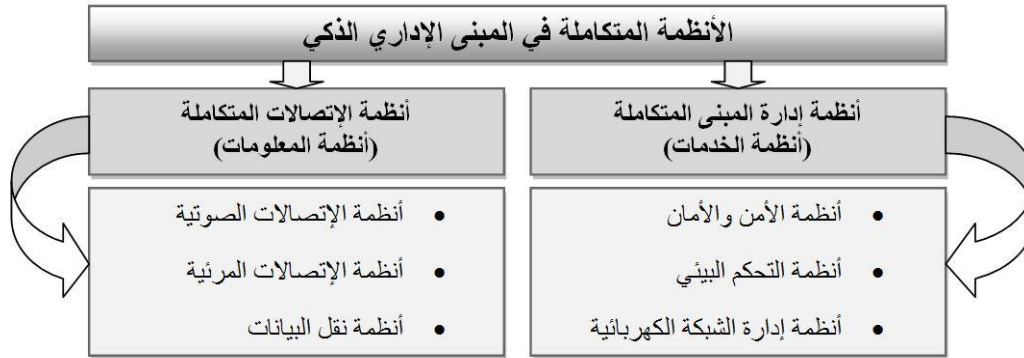 الأنظمة المتكاملة في المبنى الإداري الذكي
أنظمة إدارة المبنى المتكاملة
(أنظمة الخدمات)
• أنظمة الأمن والأمان
• أنظمة التحكم البيئي
• أنظمة إدارة الشبكة الكهربائية
أنظمة الإتصالات المتكاملة
(أنظمة المعلومات)
• أنظمة الإتصالات الصوتية
• أنظمة الإتصالات المرئية
• أنظمة نقل البيانات